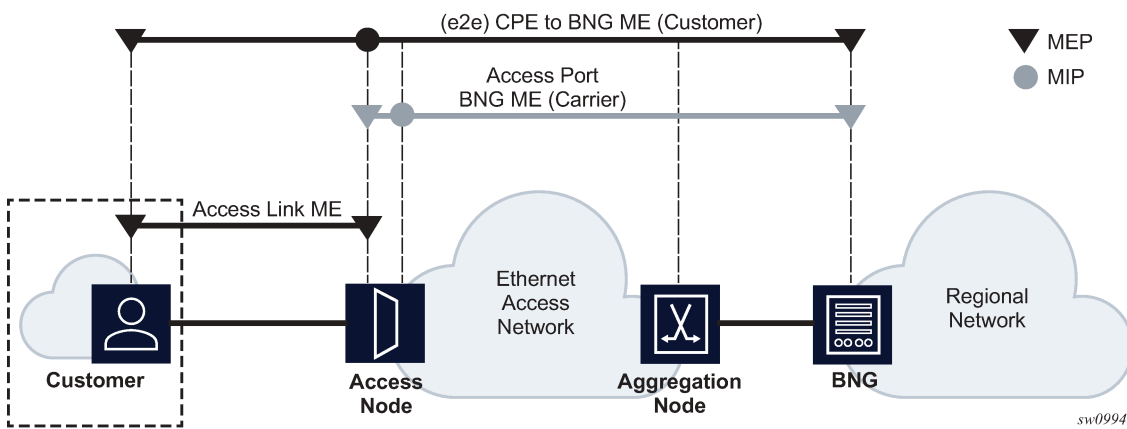 (e2e) CPE to BNG ME (Customer)
MEP
MIP
Access Port
BNG ME (Carrier)
Access Link ME
Ethernet
Access
Network
Regional
Network
Customer
Access
Node
Aggregation
Node
BNG
sw0994